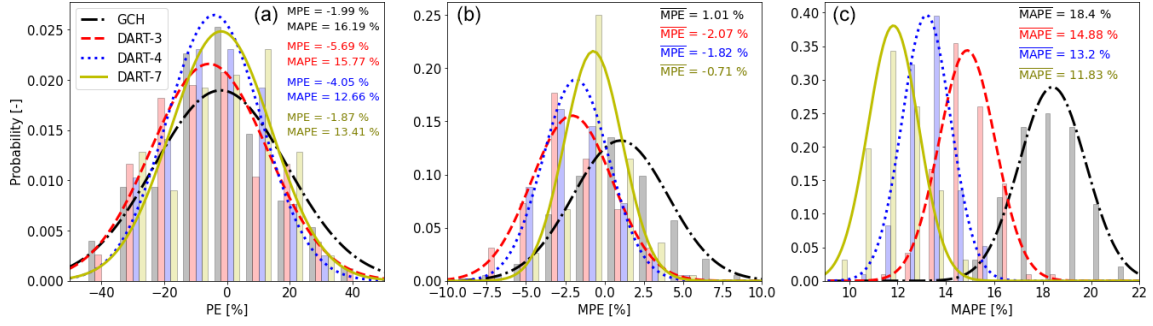 (a)
GCH
DART-3
DART-4
DART-7
MPE = -1.99 %
MAPE = 16.19 %
MPE = -5.69 %
MAPE = 15.77 %
MPE = -4.05 %
MAPE = 12.66 %
MPE = -1.87 %
MAPE = 13.41 %
Probability [-]
0.025
0.020
0.015
0.010
0.005
0.000
−40
−20
0
20
40
PE [%]
(b)
MPE = 1.01 %
MPE = -2.07 %
MPE = -1.82 %
MPE = -0.71 %
0.25
0.20
0.15
0.10
0.05
0.00
−10.0
−7.5
−5.0
−2.5
0.0
2.5
5.0
7.5
10.0
MPE [%]
(c)
MAPE = 18.4 %
MAPE = 14.88 %
MAPE = 13.2 %
MAPE = 11.83 %
0.40
0.35
0.30
0.25
0.20
0.15
0.10
0.05
0.00
10
12
14
16
18
20
22
MAPE [%]